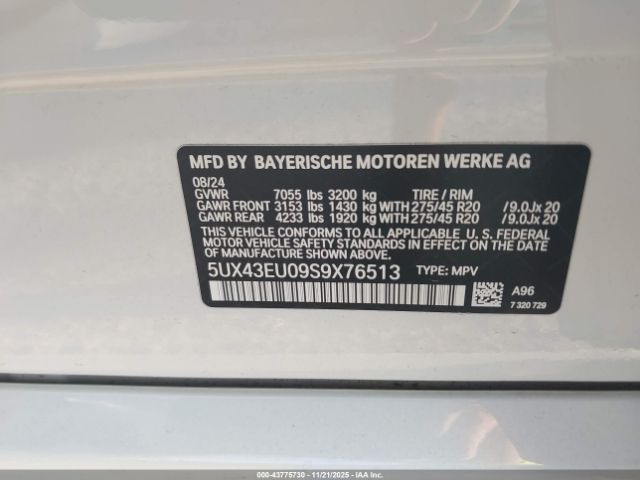 MFD BY BAYERISCHE MOTOREN WERKE AG
08/24
GVWR 7055 lbs 3200 kg TIRE / RIM
GAWR FRONT 3153 lbs 1430 kg WITH 275/45 R20 / 9.0Jx 20
GAWR REAR 4233 lbs 1920 kg WITH 275/45 R20 / 9.0Jx 20
THIS VEHICLE CONFORMS TO ALL APPLICABLE U. S. FEDERAL
MOTOR VEHICLE SAFETY STANDARDS IN EFFECT ON THE DATE
OF MANUFACTURE SHOWN ABOVE.
5UX43EU09S9X76513 TYPE: MPV
A96
7 320 729
000-43775730 - 11/21/2025 - IAA Inc.